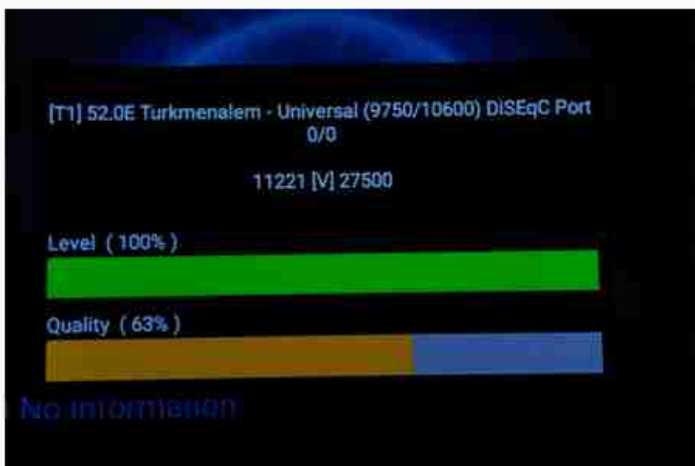 [T1] 52.0E Turkmenalem - Universal (9750/10600) DiSEqC Port
0/0
11221 [V] 27500
Level ( 100% )
Quality ( 63% )
No Information